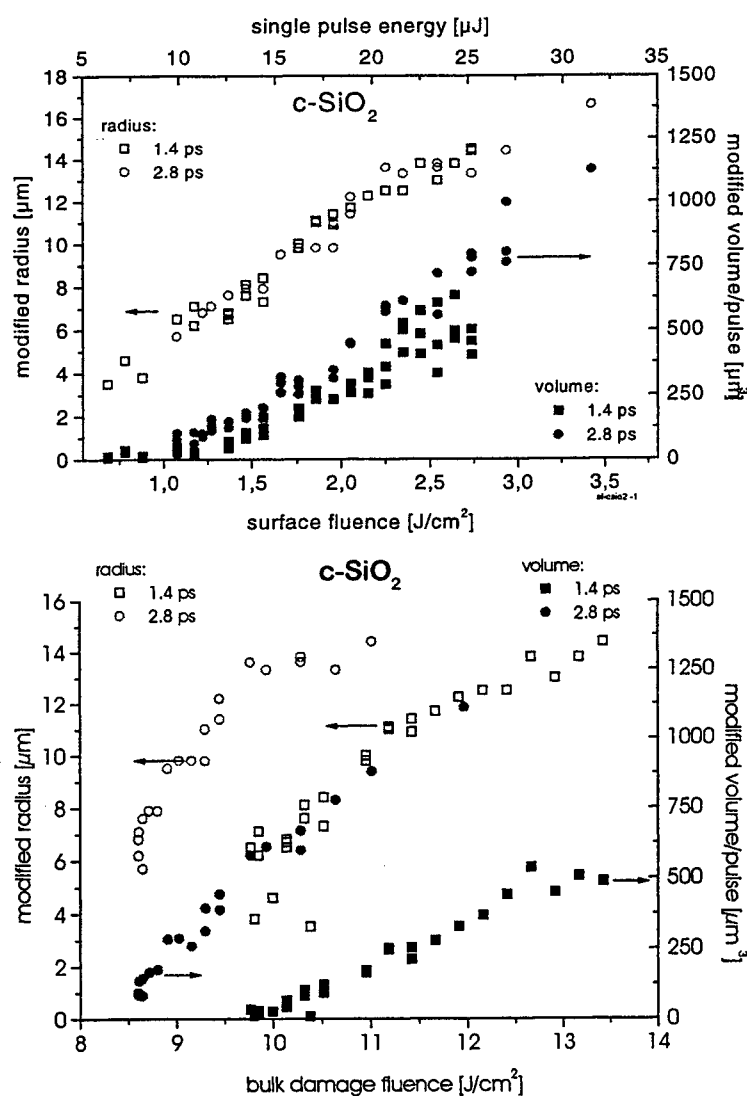 single pulse energy [µJ]
5 10 15 20 25 30 35
c-SiO2
radius:
1.4 ps
2.8 ps
18
16
14
12
10
8
6
4
2
0
modified radius [µm]
1500
1250
1000
750
500
250
0
modified volume/pulse [µm3]
volume:
1.4 ps
2.8 ps
1,0 1,5 2,0 2,5 3,0 3,5
surface fluence [J/cm2]
c-SiO2
radius:
1.4 ps
2.8 ps
volume:
1.4 ps
2.8 ps
16
14
12
10
8
6
4
2
0
modified radius [µm]
1500
1250
1000
750
500
250
0
modified volume/pulse [µm3]
8 9 10 11 12 13 14
bulk damage fluence [J/cm2]